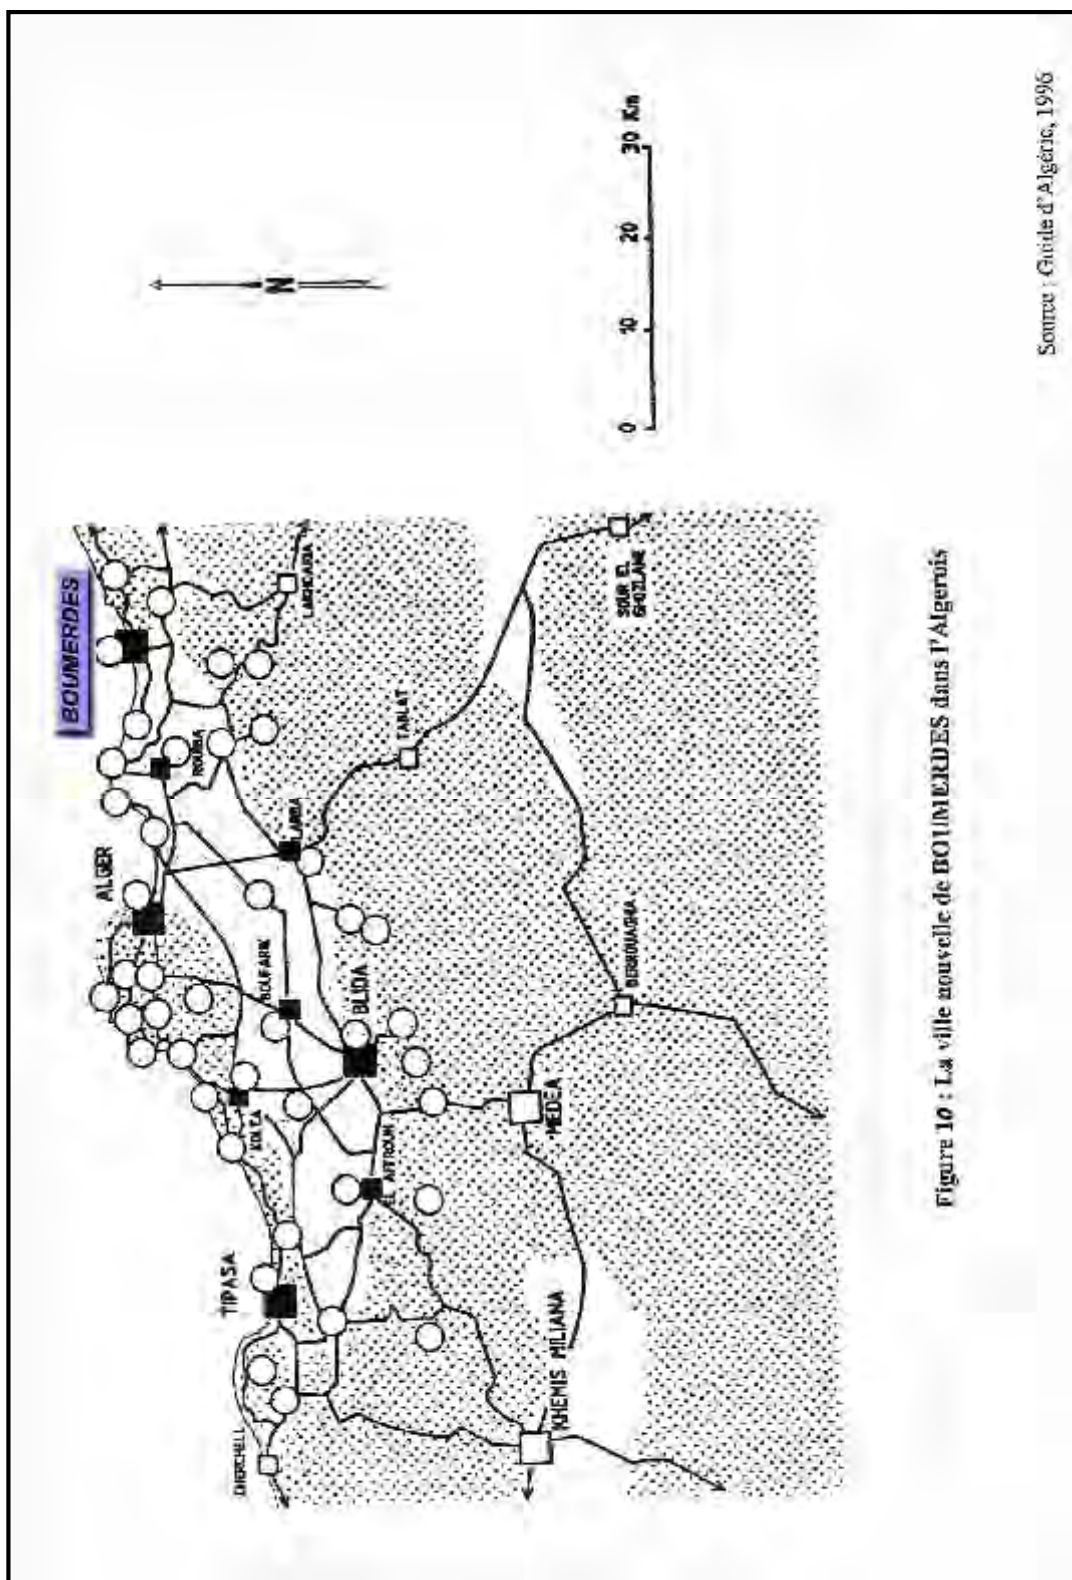 BOUMERDES
ALGER
ROUIBA
LAKHDARIA
LARBA
TABLAT
SOUR EL
GHOZLANE
BOUFARIK
BLIDA
KOLEA
EL AFFROUN
MEDEA
BERROUAGHIA
TIPASA
CHERCHELL
KHEMIS MILIANA
N
0 10 20 30 Km
Figure 10 : La ville nouvelle de BOUMERDES dans l'Algerois
Source : Guide d'Algérie, 1996